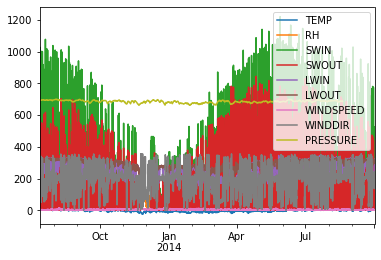 1200
1000
800
600
400
200
0
TEMP
RH
SWIN
SWOUT
LWIN
LWOUT
WINDSPEED
WINDDIR
PRESSURE
Oct Jan Apr Jul
2014